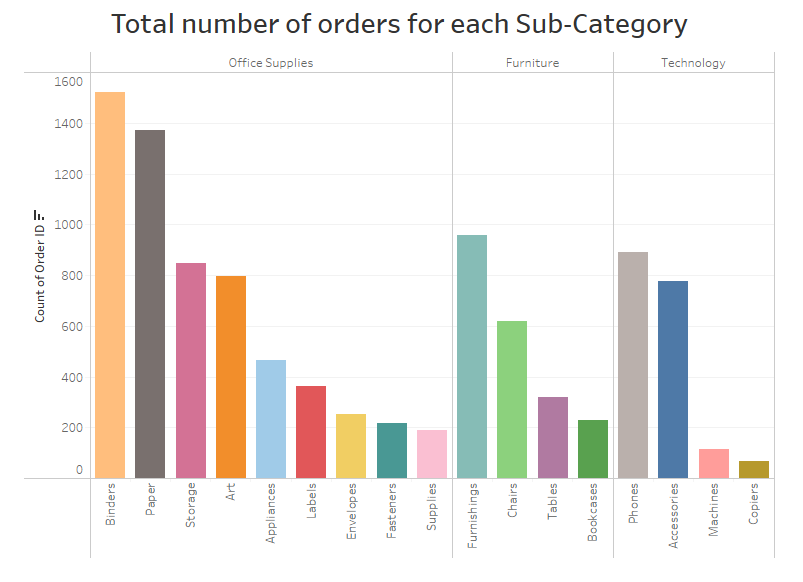 Total number of orders for each Sub-Category
Office Supplies
Furniture
Technology
Count of Order ID
1600
1400
1200
1000
800
600
400
200
0
Binders
Paper
Storage
Art
Appliances
Labels
Envelopes
Fasteners
Supplies
Furnishings
Chairs
Tables
Bookcases
Phones
Accessories
Machines
Copiers